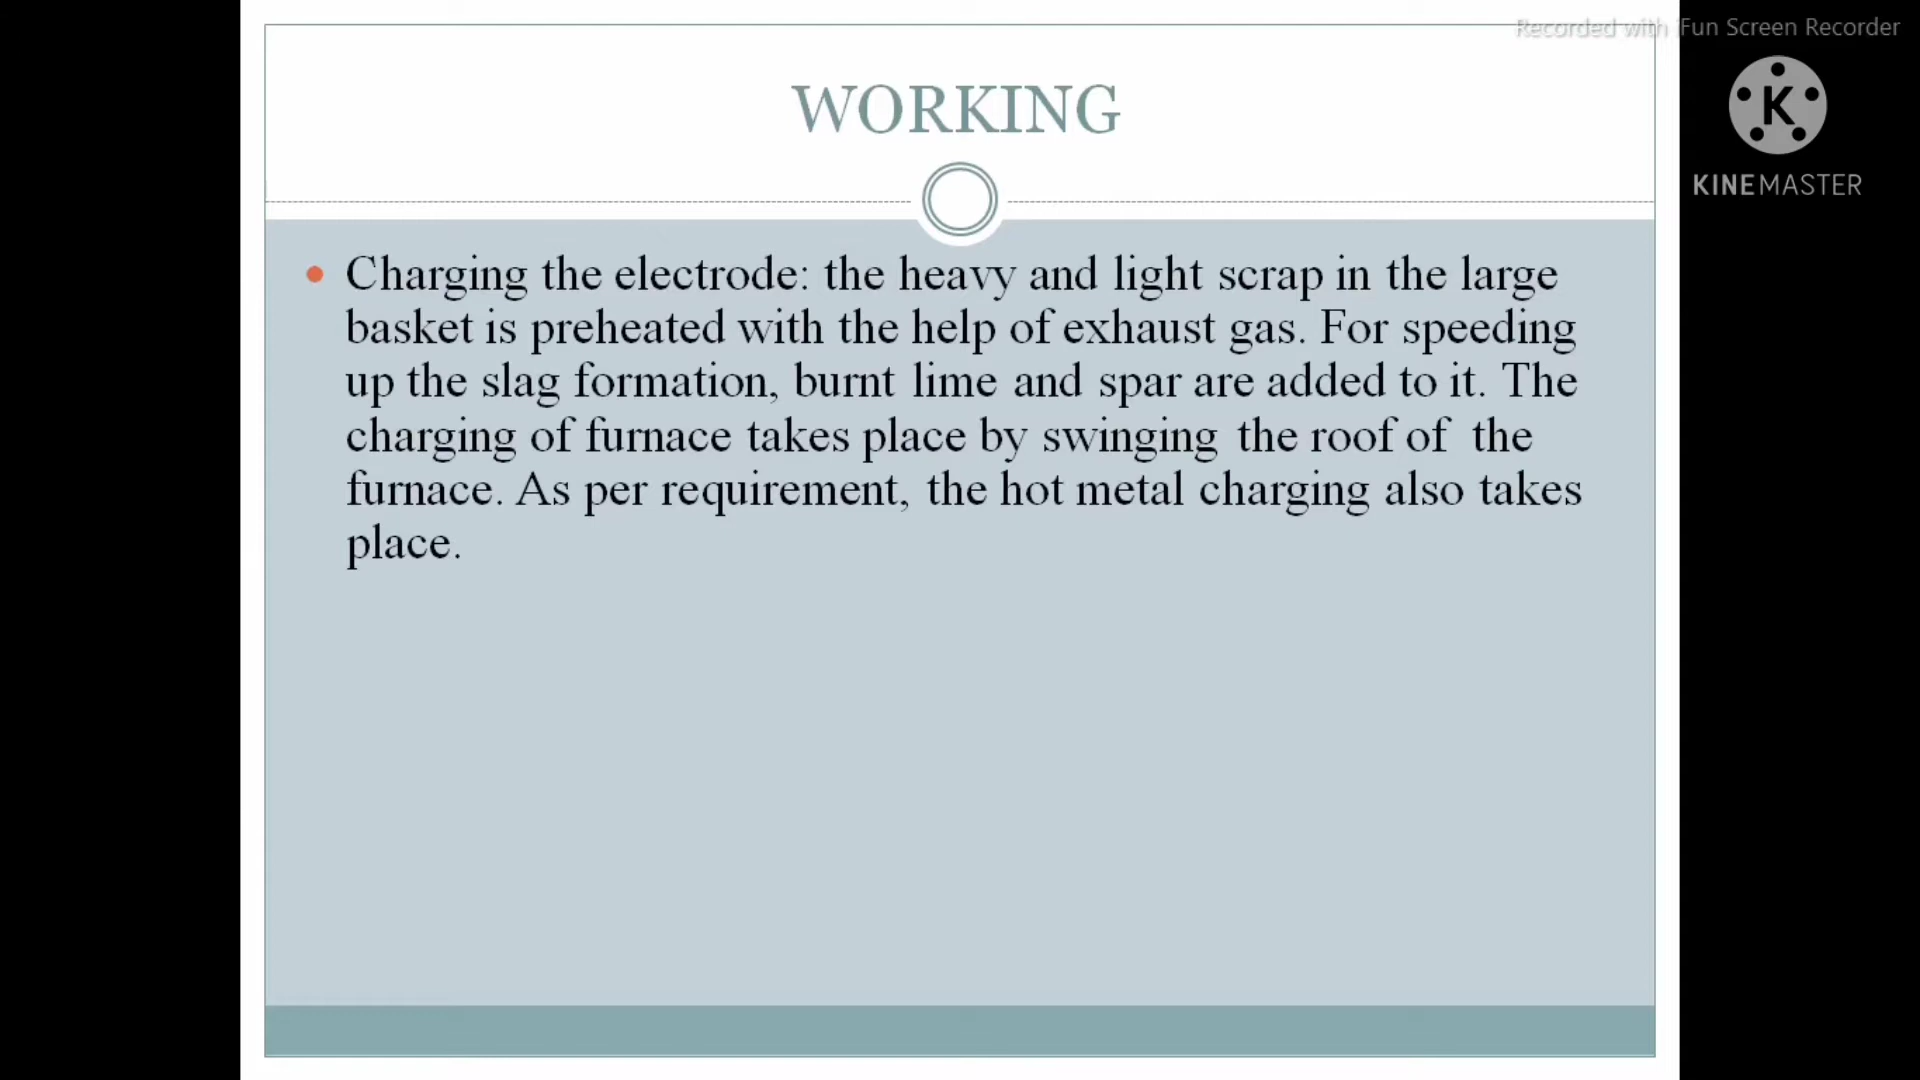 Recorded with iFun Screen Recorder
WORKING
K
KINEMASTER
Charging the electrode: the heavy and light scrap in the large
basket is preheated with the help of exhaust gas. For speeding
up the slag formation, burnt lime and spar are added to it. The
charging of furnace takes place by swinging the roof of the
furnace. As per requirement, the hot metal charging also takes
place.